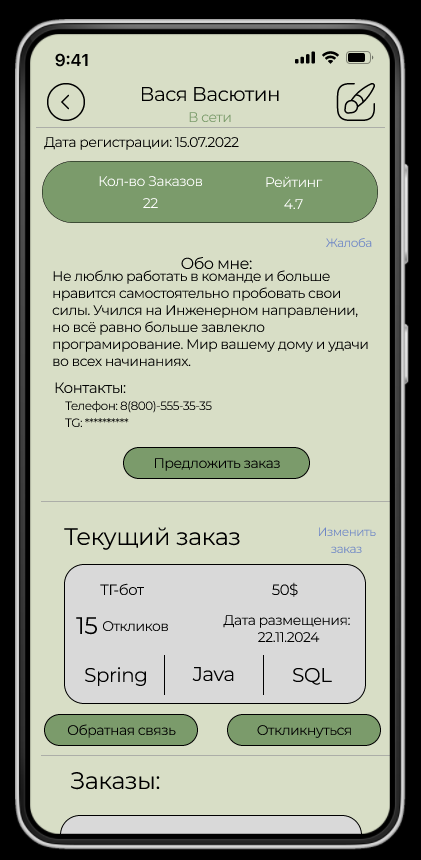 9:41
Вася Васютин
В сети
Дата регистрации: 15.07.2022
Кол-во Заказов Рейтинг
22 4.7
Жалоба
Обо мне:
Не люблю работать в команде и больше
нравится самостоятельно пробовать свои
силы. Учился на Инженерном направлении,
но всё равно больше завлекло
програмирование. Мир вашему дому и удачи
во всех начинаниях.
Контакты:
Телефон: 8(800)-555-35-35
TG: **********
Предложить заказ
Текущий заказ
Изменить
заказ
ТГ-бот 50$
15 Откликов
Дата размещения:
22.11.2024
Spring Java SQL
Обратная связь Откликнуться
Заказы: